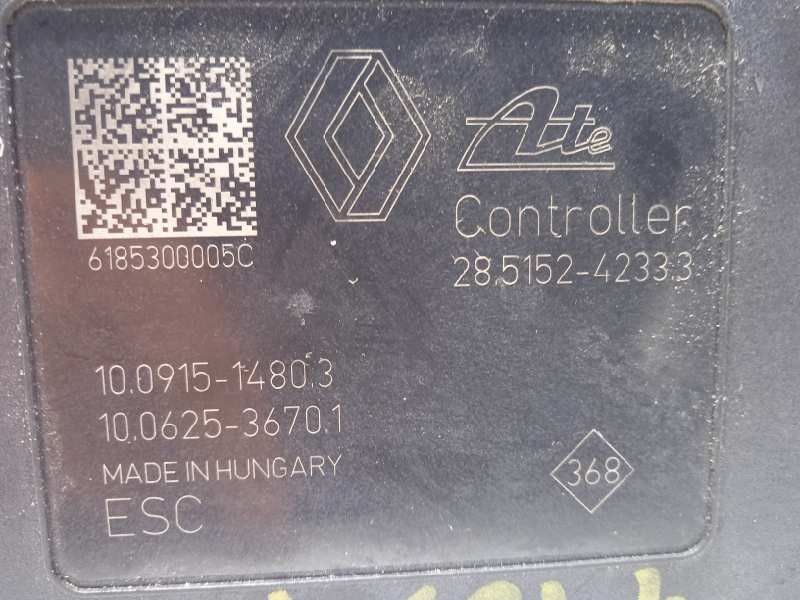 Ate
Controller
6185300005C
28.5152-4233.3
10.0915-1480.3
10.0625-3670.1
MADE IN HUNGARY
368
ESC